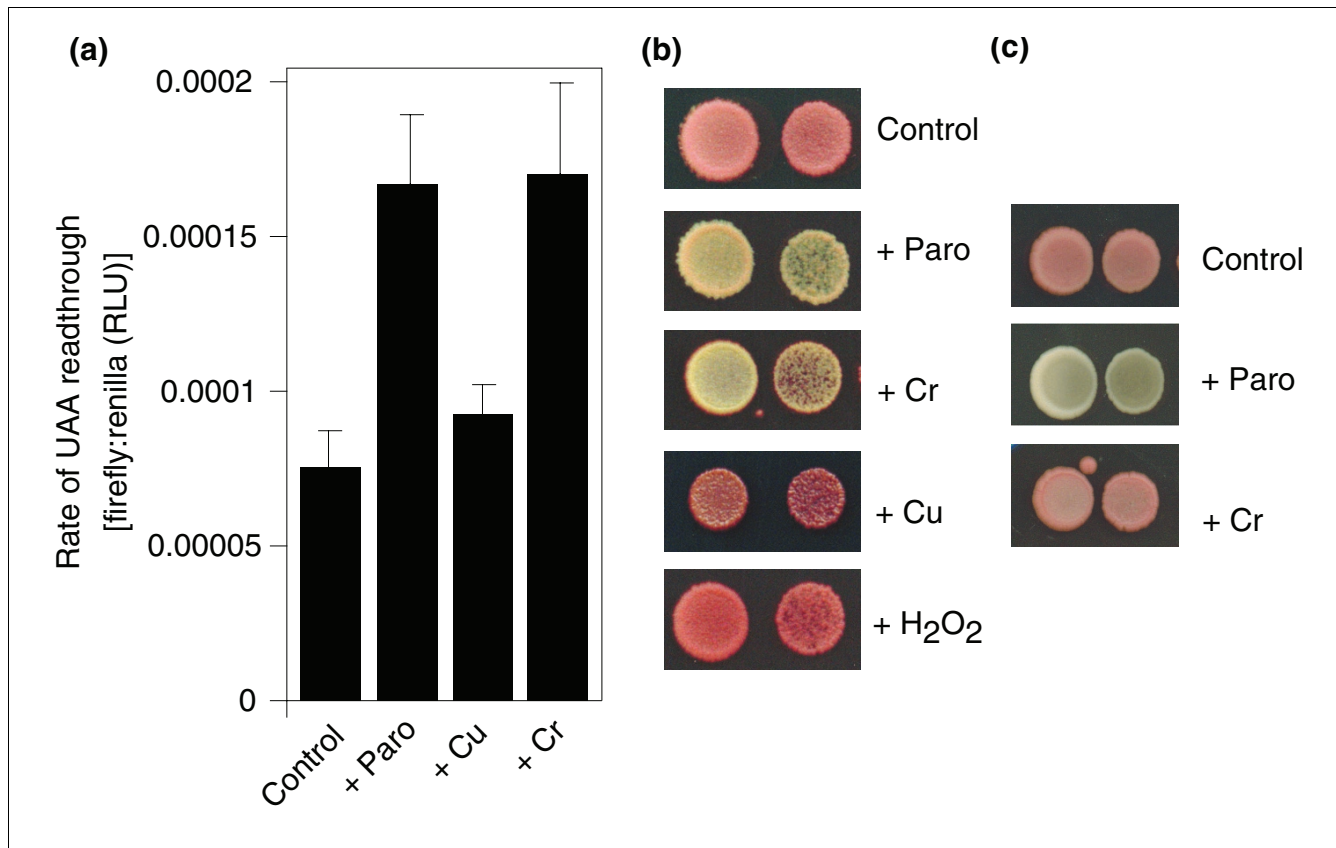 (a)
0.0002
0.00015
0.0001
0.00005
0
Rate of UAA readthrough
[firefly:renilla (RLU)]
Control
+ Paro
+ Cu
+ Cr
(b)
Control
+ Paro
+ Cr
+ Cu
+ H₂O₂
(c)
Control
+ Paro
+ Cr